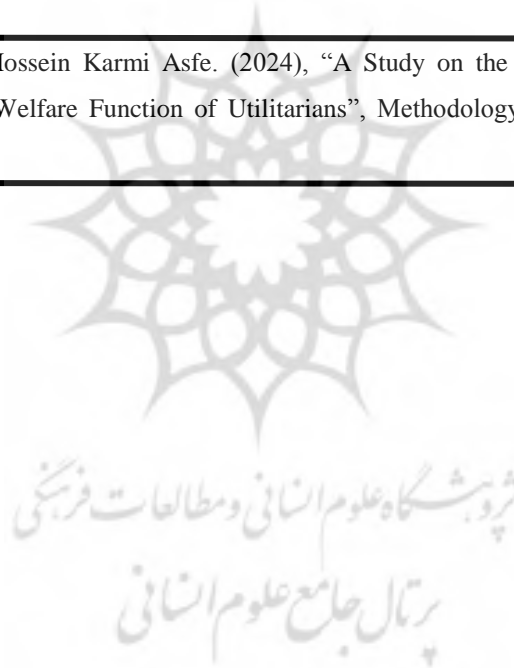 ossein Karmi Asfe. (2024), “A Study on the
Welfare Function of Utilitarians”, Methodology
پژوهشگاه علوم انسانی و مطالعات فرهنگی
پرتال جامع علوم انسانی